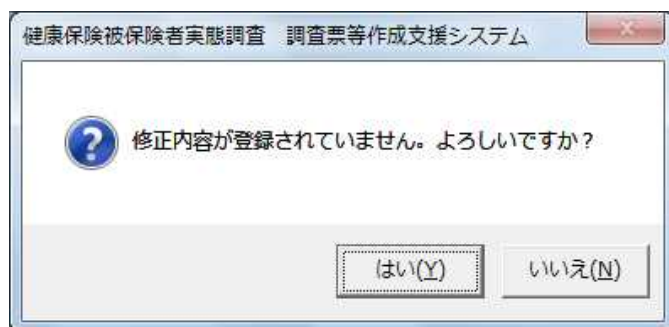 健康保険被保険者実態調査　調査票等作成支援システム
修正内容が登録されていません。よろしいですか？
はい(Y)
いいえ(N)